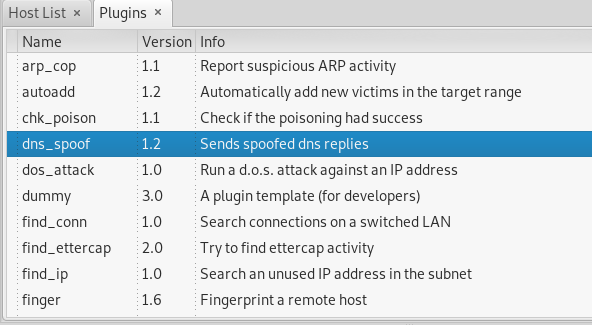 Host List × Plugins ×
Name Version Info
arp_cop 1.1 Report suspicious ARP activity
autoadd 1.2 Automatically add new victims in the target range
chk_poison 1.1 Check if the poisoning had success
dns_spoof 1.2 Sends spoofed dns replies
dos_attack 1.0 Run a d.o.s. attack against an IP address
dummy 3.0 A plugin template (for developers)
find_conn 1.0 Search connections on a switched LAN
find_ettercap 2.0 Try to find ettercap activity
find_ip 1.0 Search an unused IP address in the subnet
finger 1.6 Fingerprint a remote host